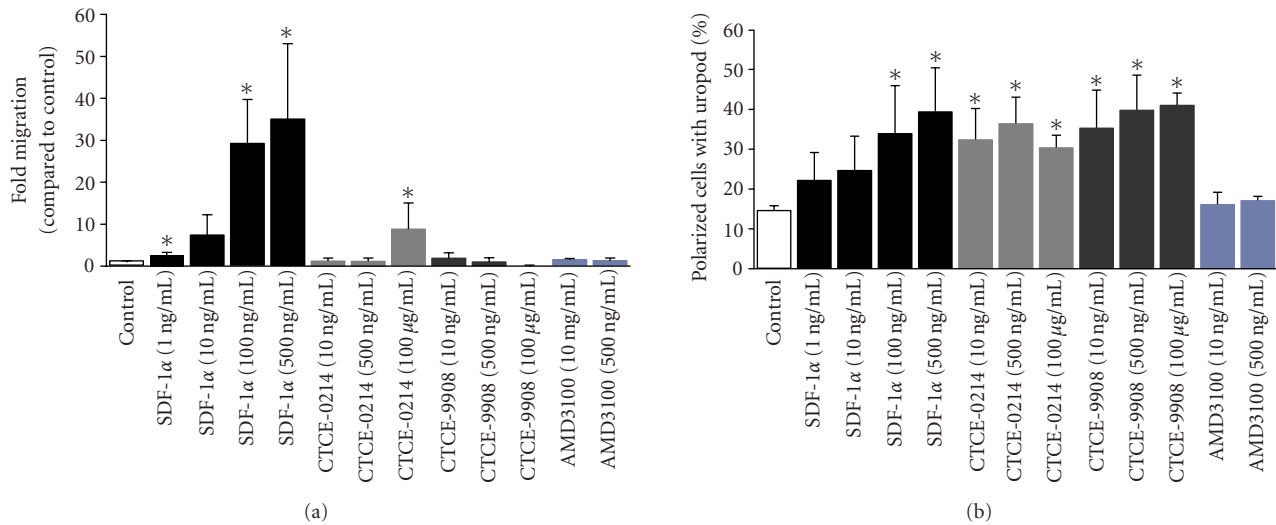 Fold migration
(compared to control)
60
50
40
30
20
10
0
*
*
*
*
Control
SDF-1α (1 ng/mL)
SDF-1α (10 ng/mL)
SDF-1α (100 ng/mL)
SDF-1α (500 ng/mL)
CTCE-0214 (10 ng/mL)
CTCE-0214 (500 ng/mL)
CTCE-0214 (100 μg/mL)
CTCE-9908 (10 ng/mL)
CTCE-9908 (500 ng/mL)
CTCE-9908 (100 μg/mL)
AMD3100 (10 mg/mL)
AMD3100 (500 ng/mL)
(a)
Polarized cells with uropod (%)
60
50
40
30
20
10
0
*
*
*
*
*
*
*
*
Control
SDF-1α (1 ng/mL)
SDF-1α (10 ng/mL)
SDF-1α (100 ng/mL)
SDF-1α (500 ng/mL)
CTCE-0214 (10 ng/mL)
CTCE-0214 (500 ng/mL)
CTCE-0214 (100 μg/mL)
CTCE-9908 (10 ng/mL)
CTCE-9908 (500 ng/mL)
CTCE-9908 (100 μg/mL)
AMD3100 (10 ng/mL)
AMD3100 (500 ng/mL)
(b)